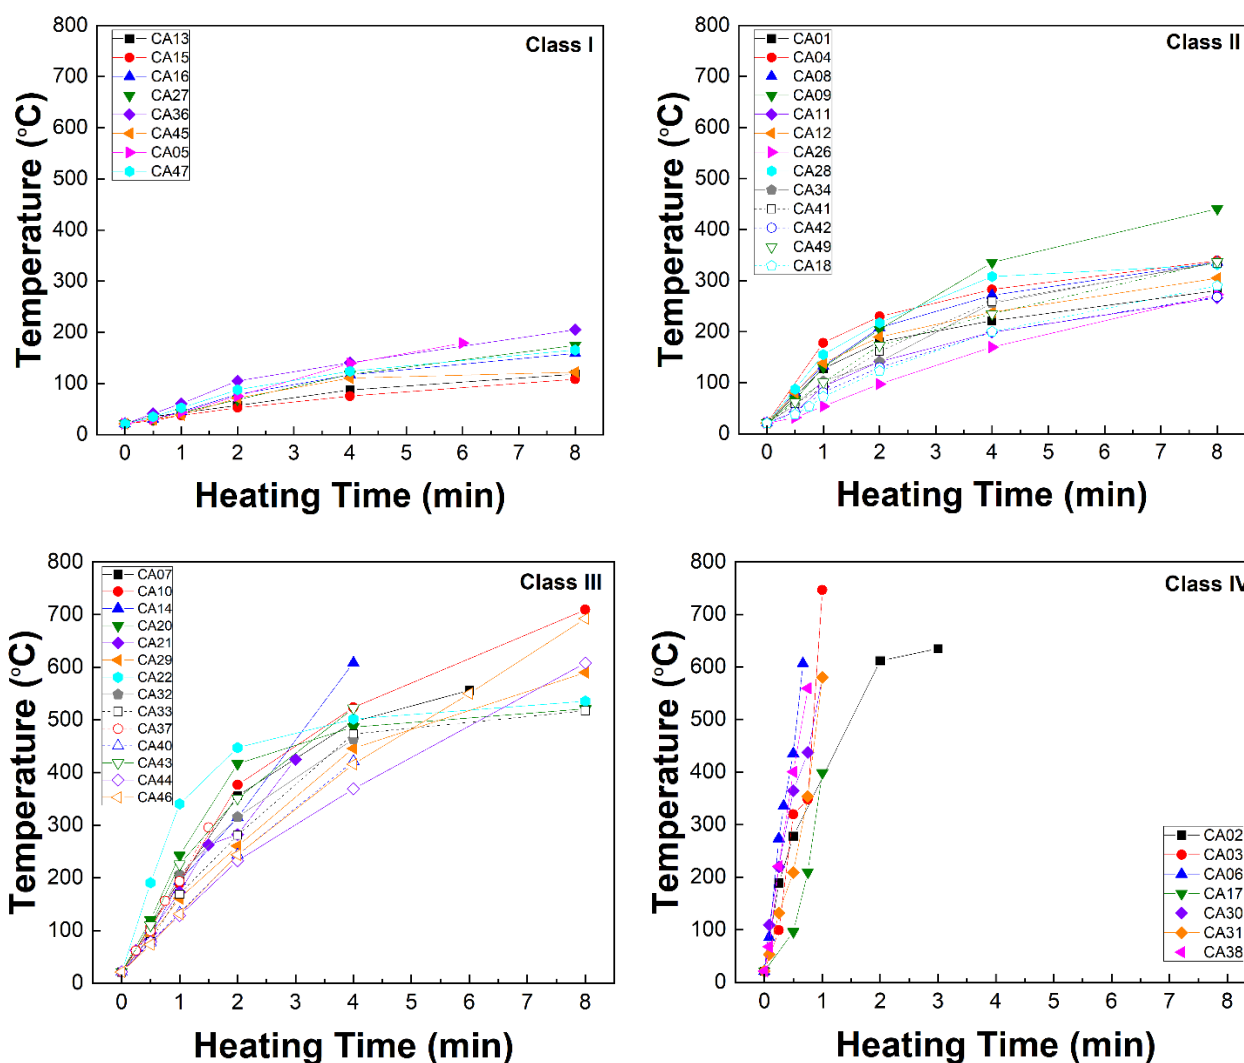 Class I
CA13
CA15
CA16
CA27
CA36
CA45
CA05
CA47
800
700
600
500
400
300
200
100
0
Temperature (°C)
0 1 2 3 4 5 6 7 8
Heating Time (min)
Class II
CA01
CA04
CA08
CA09
CA11
CA12
CA26
CA28
CA34
CA41
CA42
CA49
CA18
800
700
600
500
400
300
200
100
0
Temperature (°C)
0 1 2 3 4 5 6 7 8
Heating Time (min)
Class III
CA07
CA10
CA14
CA20
CA21
CA29
CA22
CA32
CA33
CA37
CA40
CA43
CA44
CA46
800
700
600
500
400
300
200
100
0
Temperature (°C)
0 1 2 3 4 5 6 7 8
Heating Time (min)
Class IV
CA02
CA03
CA06
CA17
CA30
CA31
CA38
800
700
600
500
400
300
200
100
0
Temperature (°C)
0 1 2 3 4 5 6 7 8
Heating Time (min)